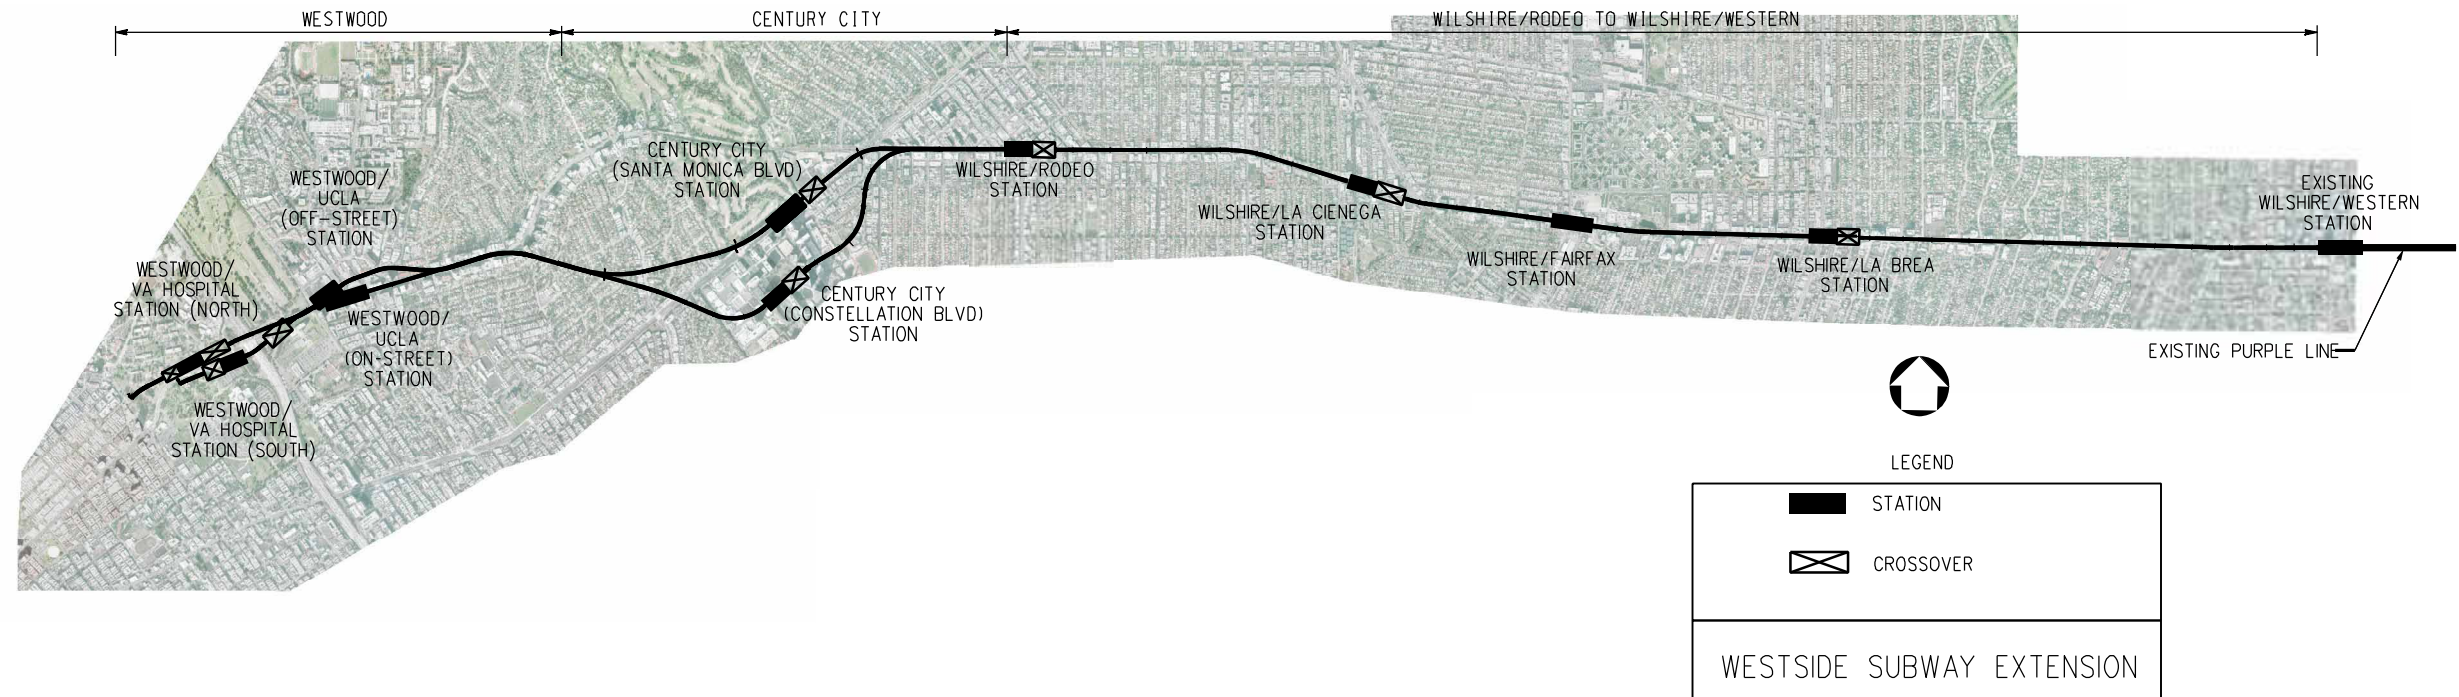 WESTWOOD
CENTURY CITY
WILSHIRE/RODEO TO WILSHIRE/WESTERN
CENTURY CITY
(SANTA MONICA BLVD)
STATION
WILSHIRE/RODEO
STATION
WESTWOOD/
UCLA
(OFF-STREET)
STATION
EXISTING
WILSHIRE/WESTERN
STATION
WILSHIRE/LA CIENEGA
STATION
WILSHIRE/FAIRFAX
STATION
WILSHIRE/LA BREA
STATION
WESTWOOD/
VA HOSPITAL
STATION (NORTH)
CENTURY CITY
(CONSTELLATION BLVD)
STATION
WESTWOOD/
UCLA
(ON-STREET)
STATION
EXISTING PURPLE LINE
WESTWOOD/
VA HOSPITAL
STATION (SOUTH)
LEGEND
STATION
CROSSOVER
WESTSIDE SUBWAY EXTENSION